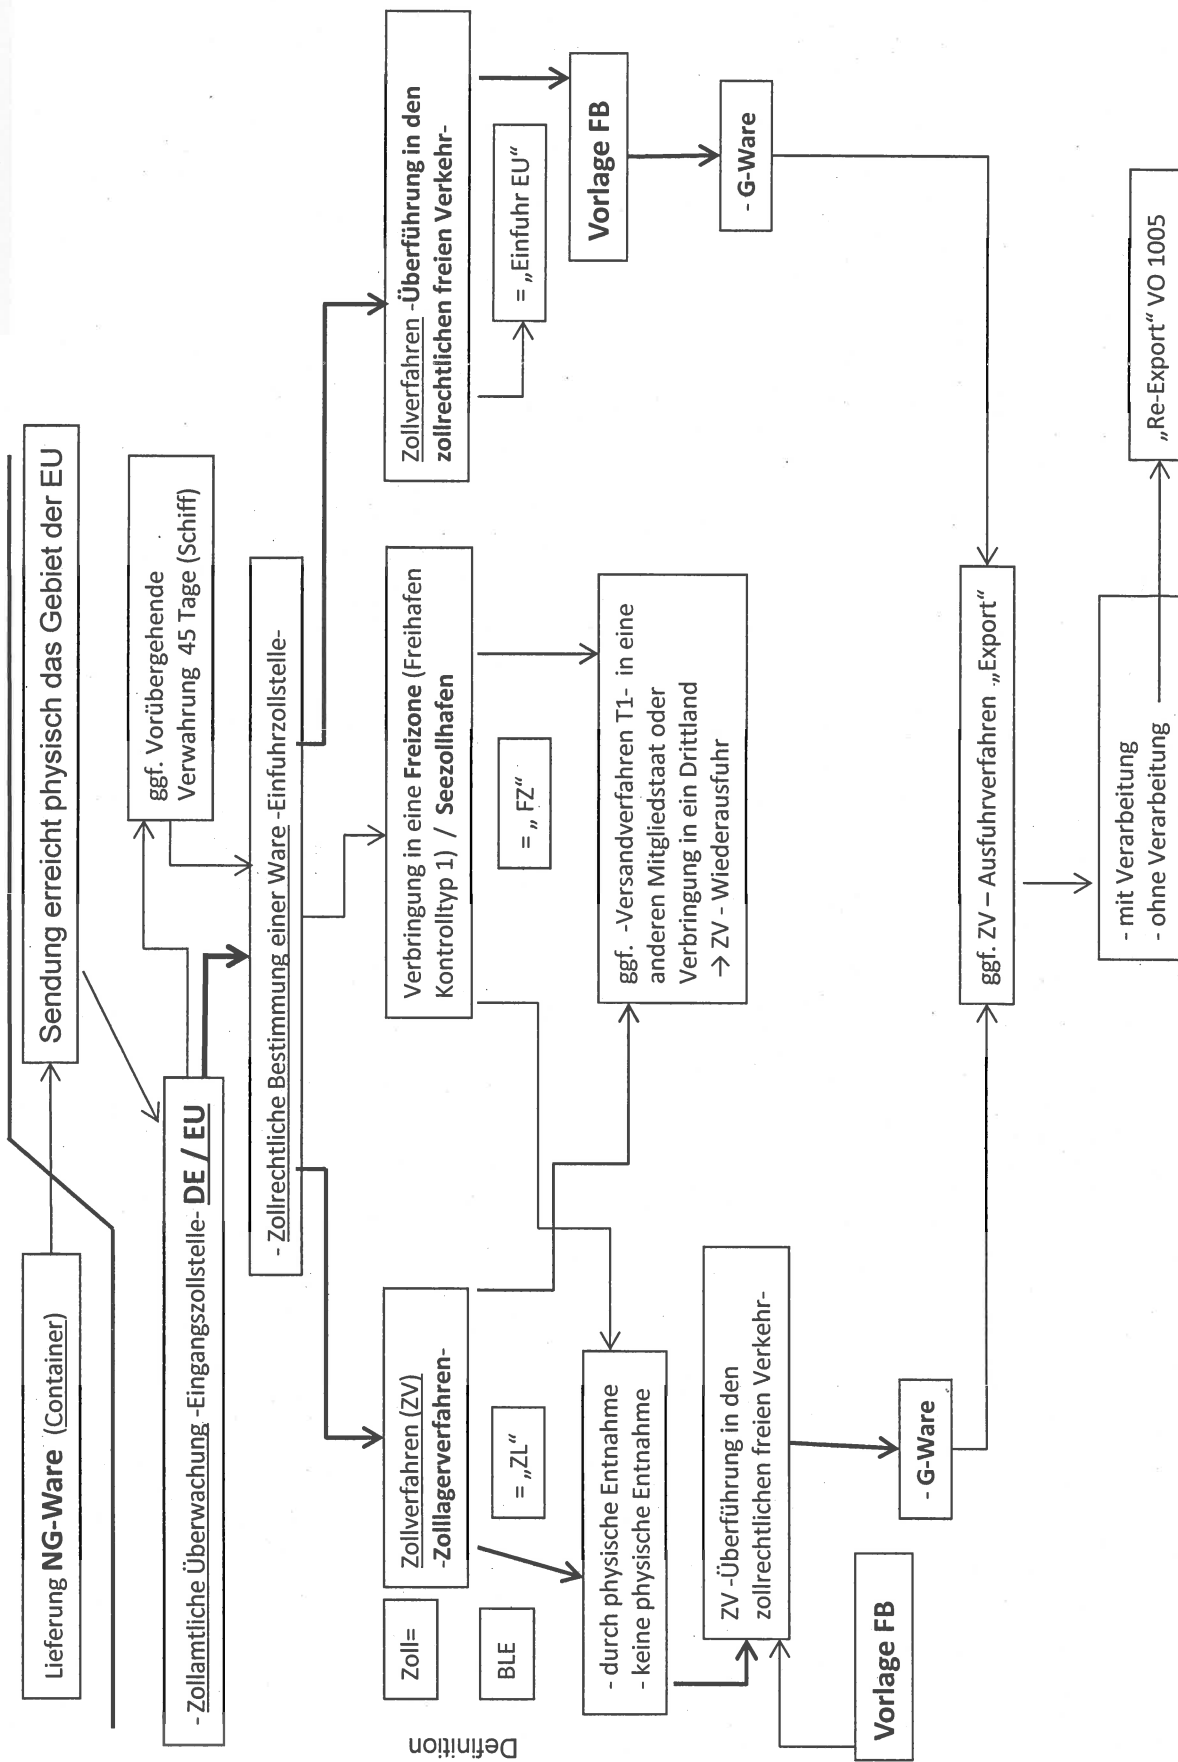 Lieferung NG-Ware (Container)
Sendung erreicht physisch das Gebiet der EU
- Zollamtliche Überwachung -Eingangszollstelle- DE / EU
ggf. Vorübergehende
Verwahrung 45 Tage (Schiff)
- Zollrechtliche Bestimmung einer Ware -Einfuhrzollstelle-
Definition
Zoll=
Zollverfahren (ZV)
-Zolllagerverfahren-
Verbringung in eine Freizone (Freihafen
Kontrolltyp 1) / Seezollhafen
Zollverfahren -Überführung in den
zollrechtlichen freien Verkehr-
BLE
= „ZL“
= „ FZ“
= „Einfuhr EU“
- durch physische Entnahme
- keine physische Entnahme
ggf. -Versandverfahren T1- in eine
anderen Mitgliedstaat oder
Verbringung in ein Drittland
→ ZV - Wiederausfuhr
Vorlage FB
ZV -Überführung in den
zollrechtlichen freien Verkehr-
- G-Ware
Vorlage FB
- G-Ware
ggf. ZV – Ausfuhrverfahren „Export“
- mit Verarbeitung
- ohne Verarbeitung
„Re-Export“ VO 1005